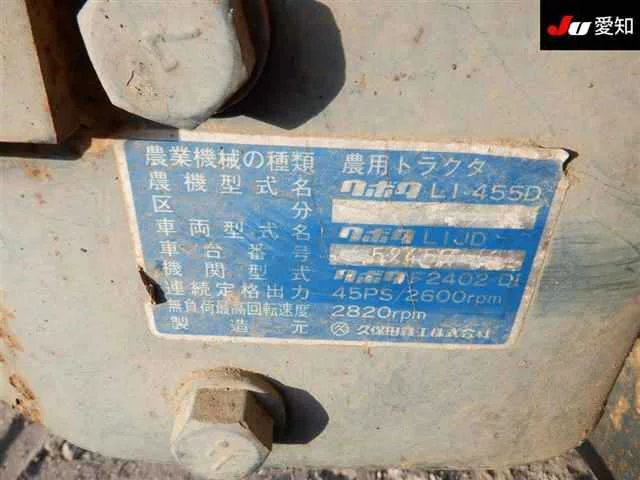 JU 愛知
農業機械の種類 農用トラクタ
農機型式名 クボタ L1-455D
区分
車両型式名 クボタ L1JD
車台番号
機関型式 クボタ F2402-DI
連続定格出力 45PS/2600rpm
無負荷最高回転速度 2820rpm
製造元 久保田鉄工株式会社